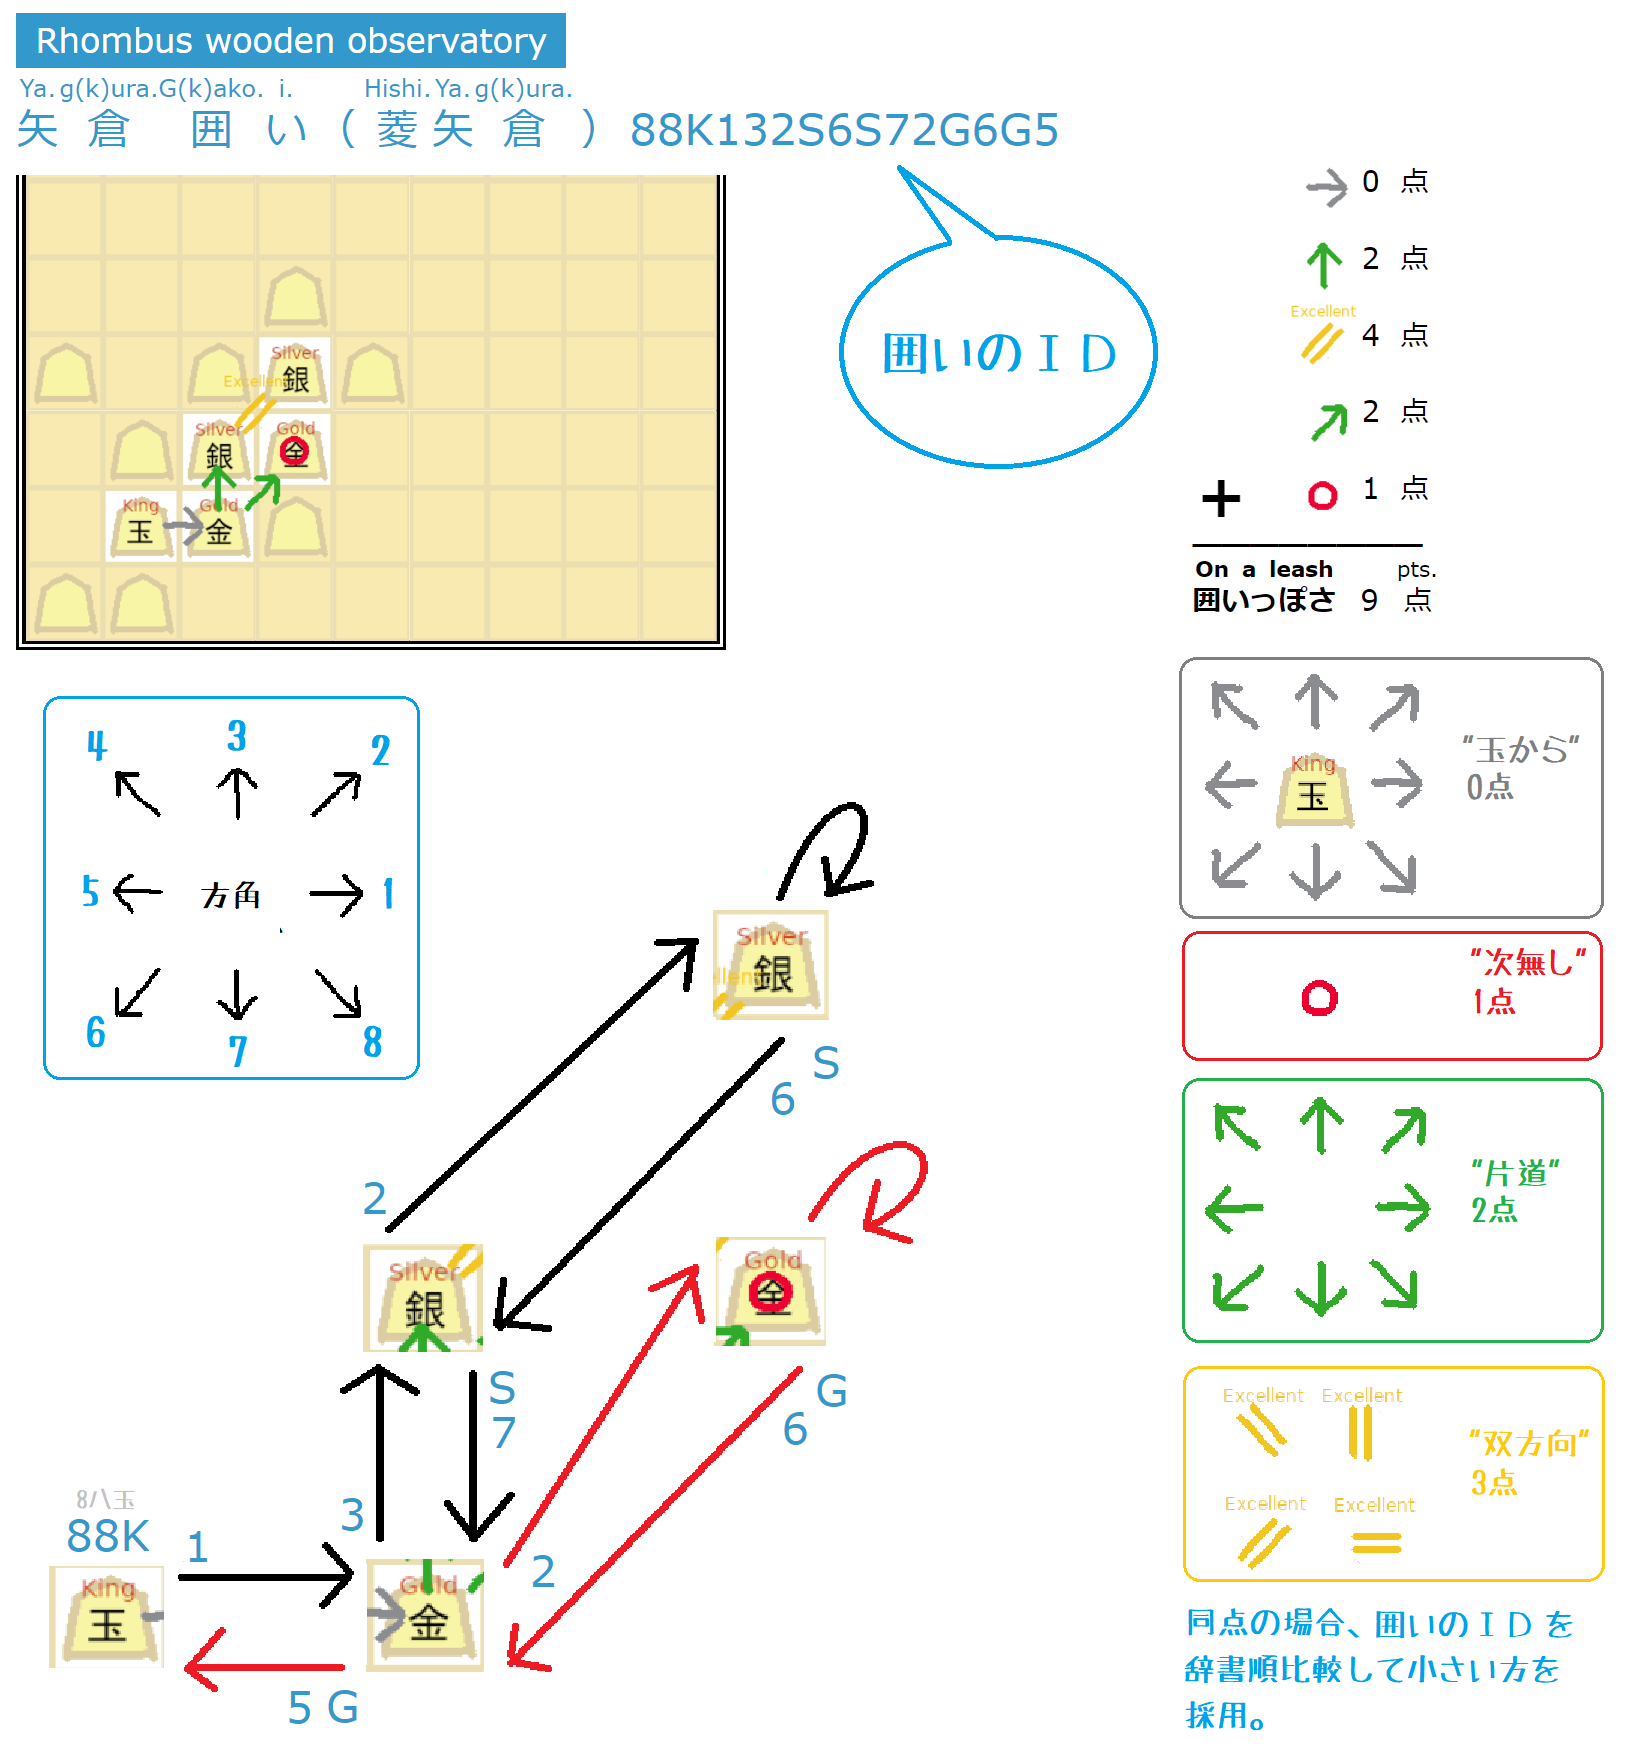 Rhombus wooden observatory
Ya.g(k)ura.G(k)ako. i. Hishi.Ya.g(k)ura.
矢倉 囲い(菱矢倉)88K132S6S72G6G5
囲いのID
0 点
2 点
Excellent
4 点
2 点
+ 1 点
On a leash pts.
囲いっぽさ 9 点
Silver
銀
Excellent
Silver
銀
Gold
金
King
玉
Gold
金
4 3 2
5 方角 1
6 7 8
King
玉
"玉から"
0点
"次無し"
1点
"片道"
2点
Excellent Excellent
Excellent Excellent
"双方向"
3点
同点の場合、囲いのIDを
辞書順比較して小さい方を
採用。
Silver
銀
S
6
2
Silver
銀
Gold
金
S
7
G
6
3
2
8八玉
88K
1
King
玉
Gold
金
5 G